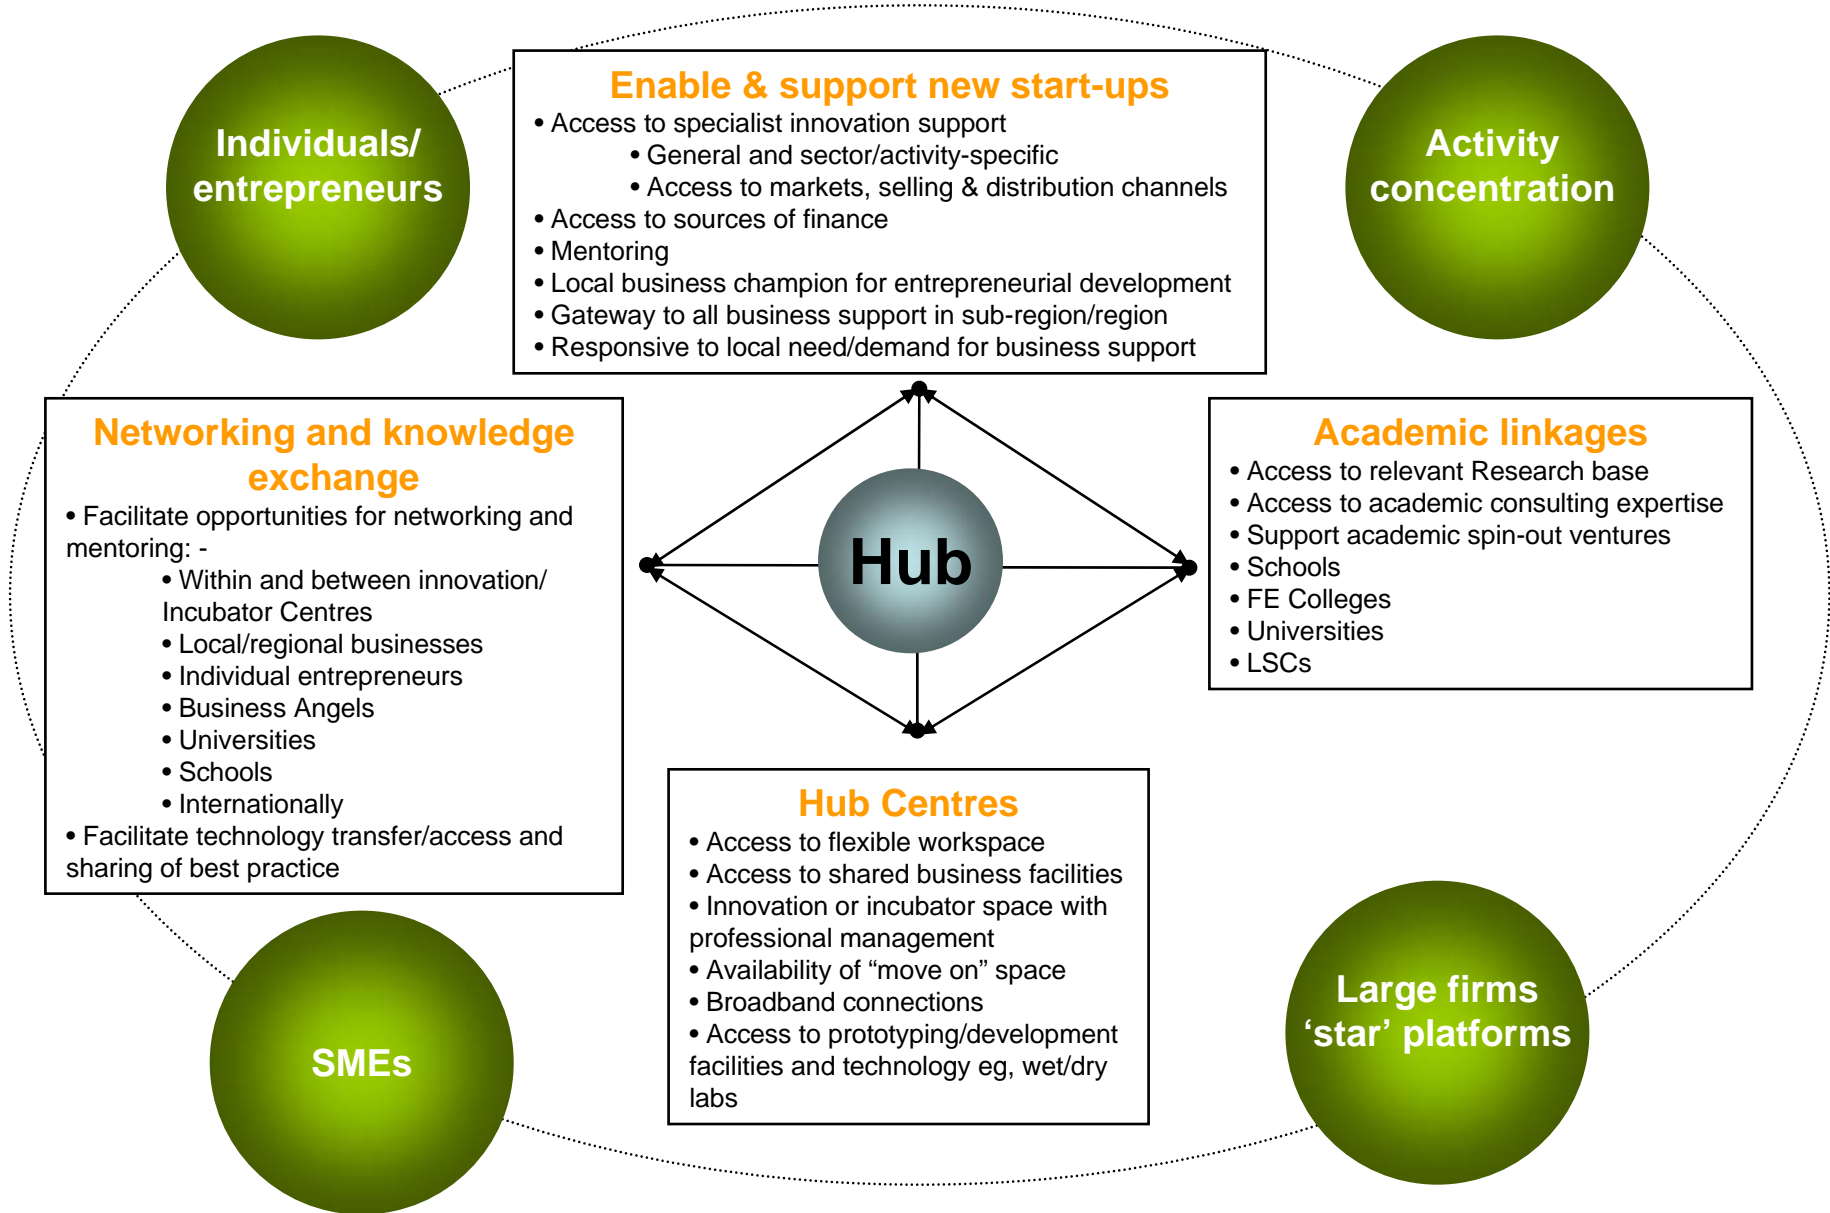 Individuals/
entrepreneurs
Enable & support new start-ups
• Access to specialist innovation support
• General and sector/activity-specific
• Access to markets, selling & distribution channels
• Access to sources of finance
• Mentoring
• Local business champion for entrepreneurial development
• Gateway to all business support in sub-region/region
• Responsive to local need/demand for business support
Activity
concentration
Networking and knowledge
exchange
• Facilitate opportunities for networking and
mentoring: -
• Within and between innovation/
Incubator Centres
• Local/regional businesses
• Individual entrepreneurs
• Business Angels
• Universities
• Schools
• Internationally
• Facilitate technology transfer/access and
sharing of best practice
Hub
Academic linkages
• Access to relevant Research base
• Access to academic consulting expertise
• Support academic spin-out ventures
• Schools
• FE Colleges
• Universities
• LSCs
Hub Centres
• Access to flexible workspace
• Access to shared business facilities
• Innovation or incubator space with
professional management
• Availability of “move on” space
• Broadband connections
• Access to prototyping/development
facilities and technology eg, wet/dry
labs
SMEs
Large firms
‘star’ platforms